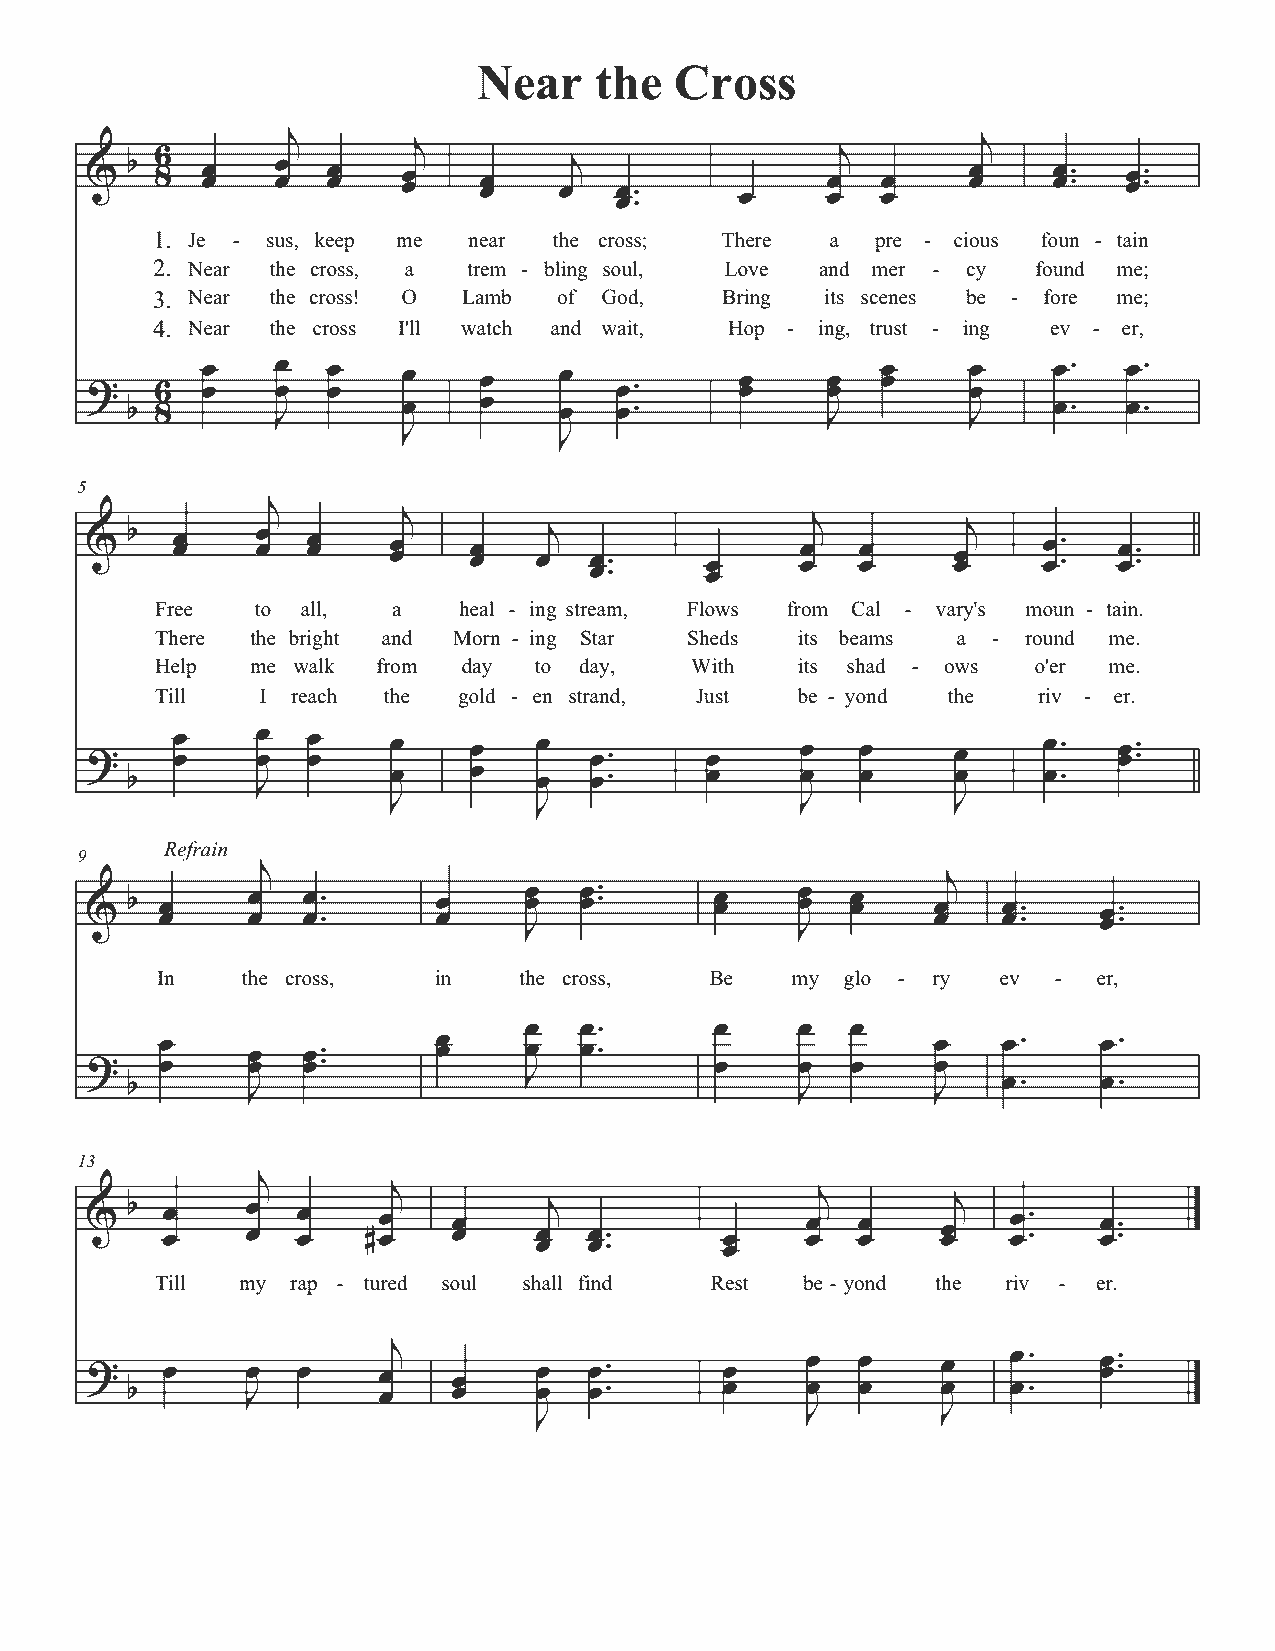 Near the Cross
6
8
1. Je - sus, keep me near the cross; There a pre - cious foun - tain
2. Near the cross, a trem - bling soul, Love and mer - cy found me;
3. Near the cross! O Lamb of God, Bring its scenes be - fore me;
4. Near the cross I'll watch and wait, Hop - ing, trust - ing ev - er,
6
8
5
Free to all, a heal - ing stream, Flows from Cal - vary's moun - tain.
There the bright and Morn - ing Star Sheds its beams a - round me.
Help me walk from day to day, With its shad - ows o'er me.
Till I reach the gold - en strand, Just be - yond the riv - er.
9 Refrain
In the cross, in the cross, Be my glo - ry ev - er,
13
Till my rap - tured soul shall find Rest be - yond the riv - er.